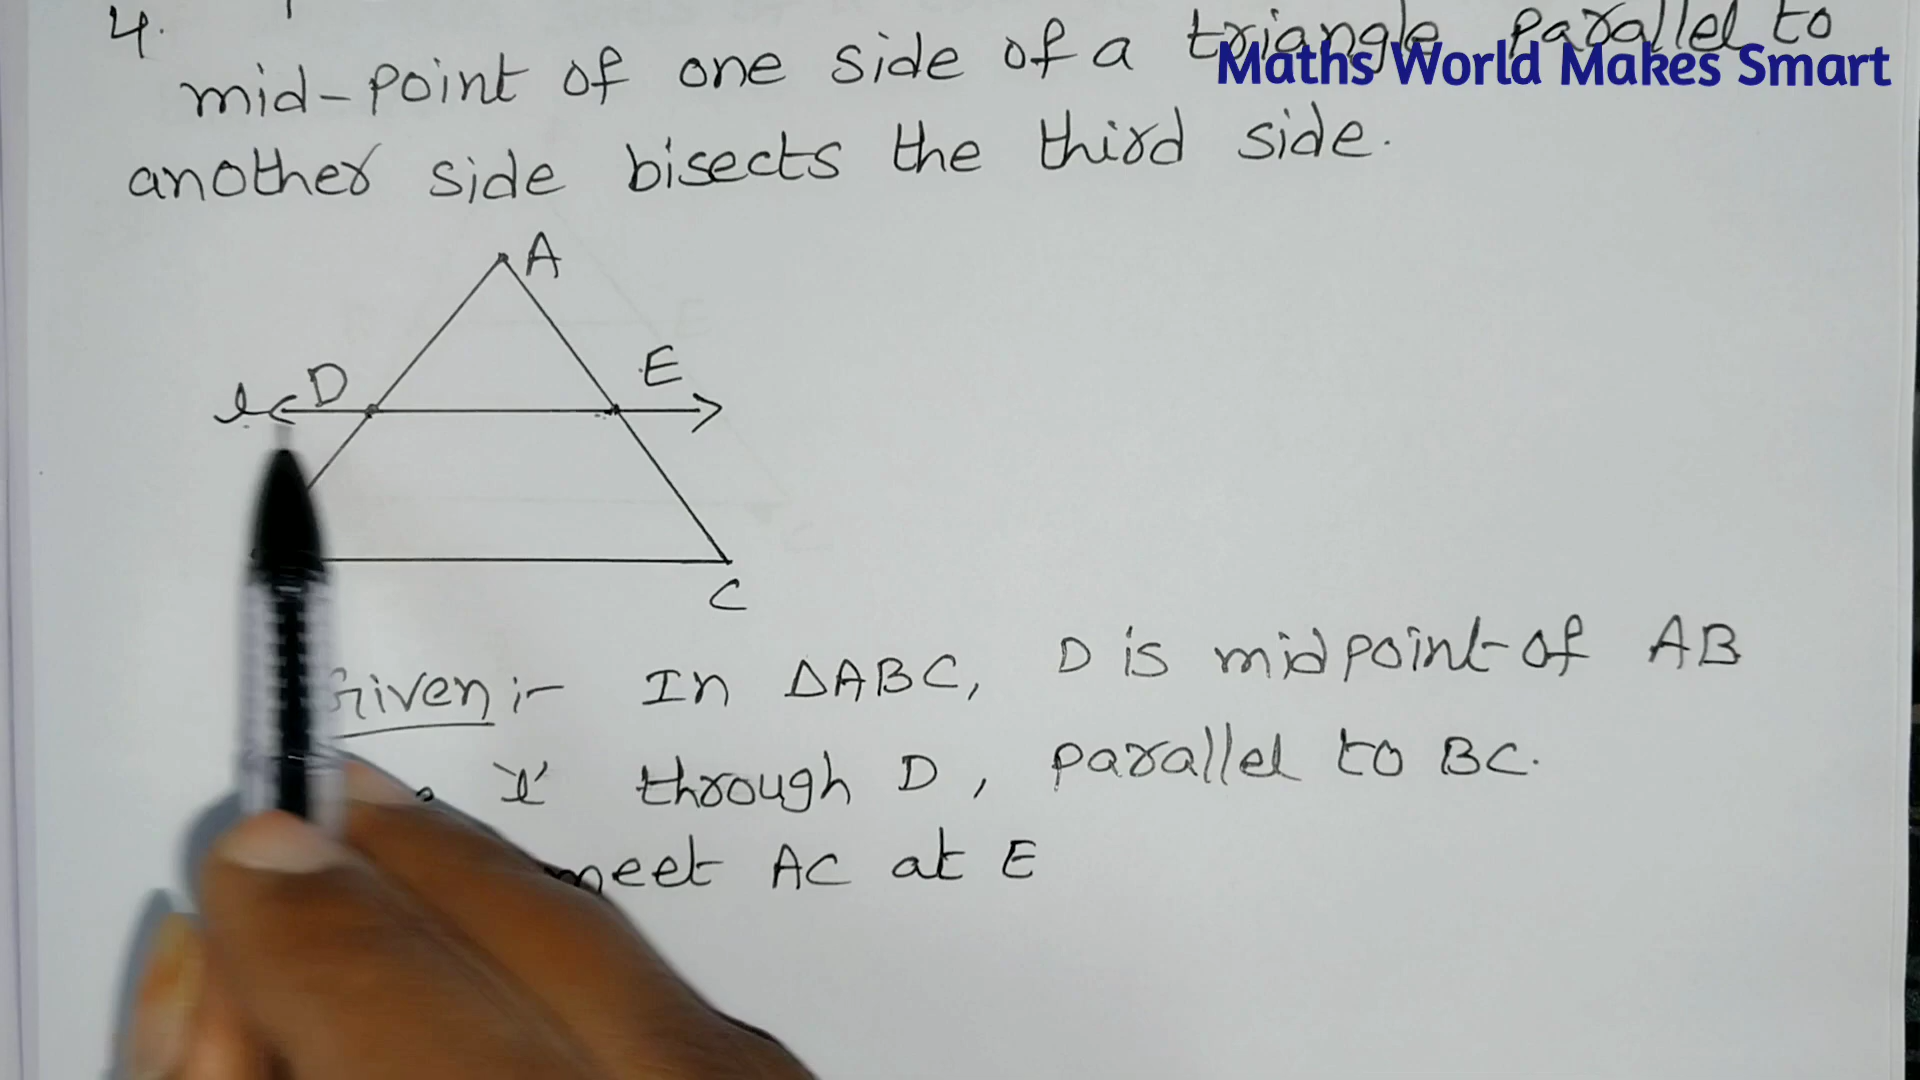 4.
mid-point of one side of a triangle parallel to
Maths World Makes Smart
another side bisects the third side.
A
D
E
l
C
Given :- In ΔABC, D is midpoint of AB
'l' through D, parallel to BC.
meet AC at E